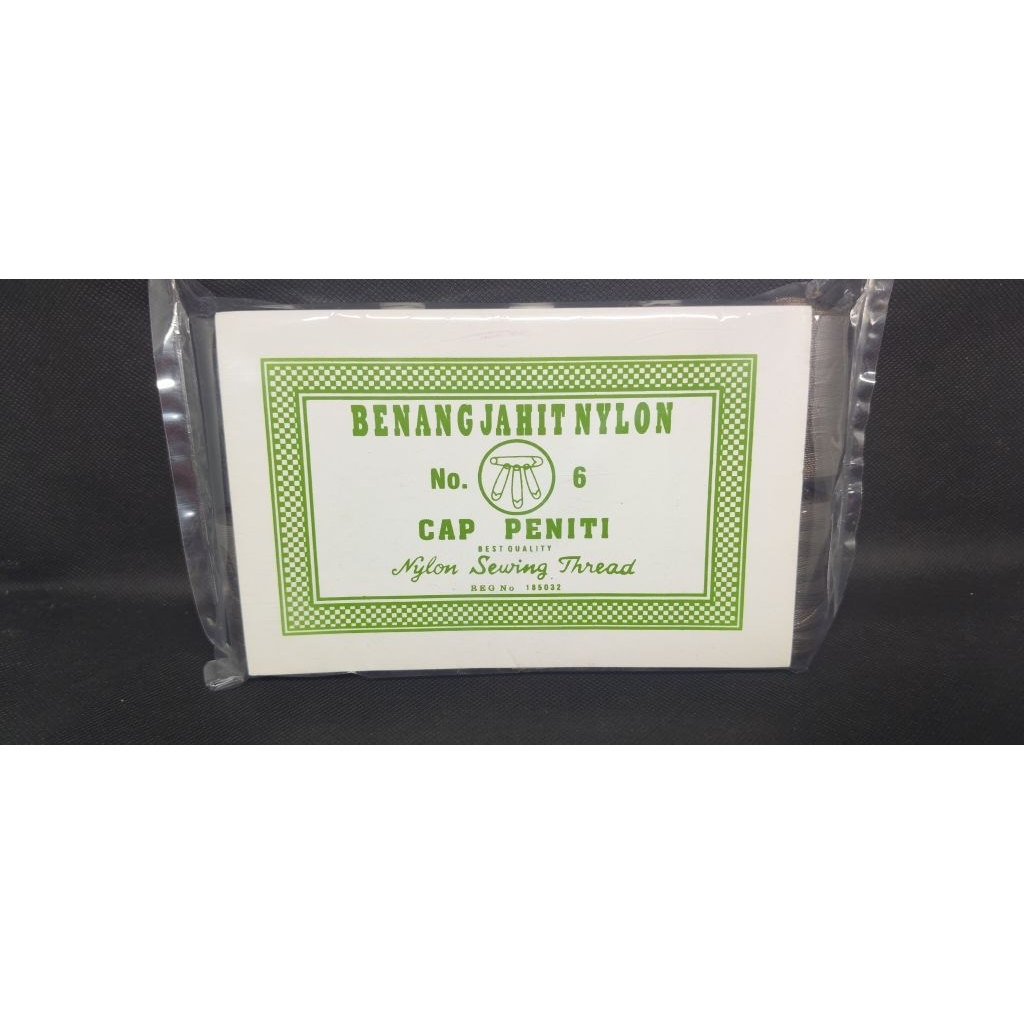 BENANG JAHIT NYLON
No. 6
CAP PENITI
BEST QUALITY
Nylon Sewing Thread
REG No 185032